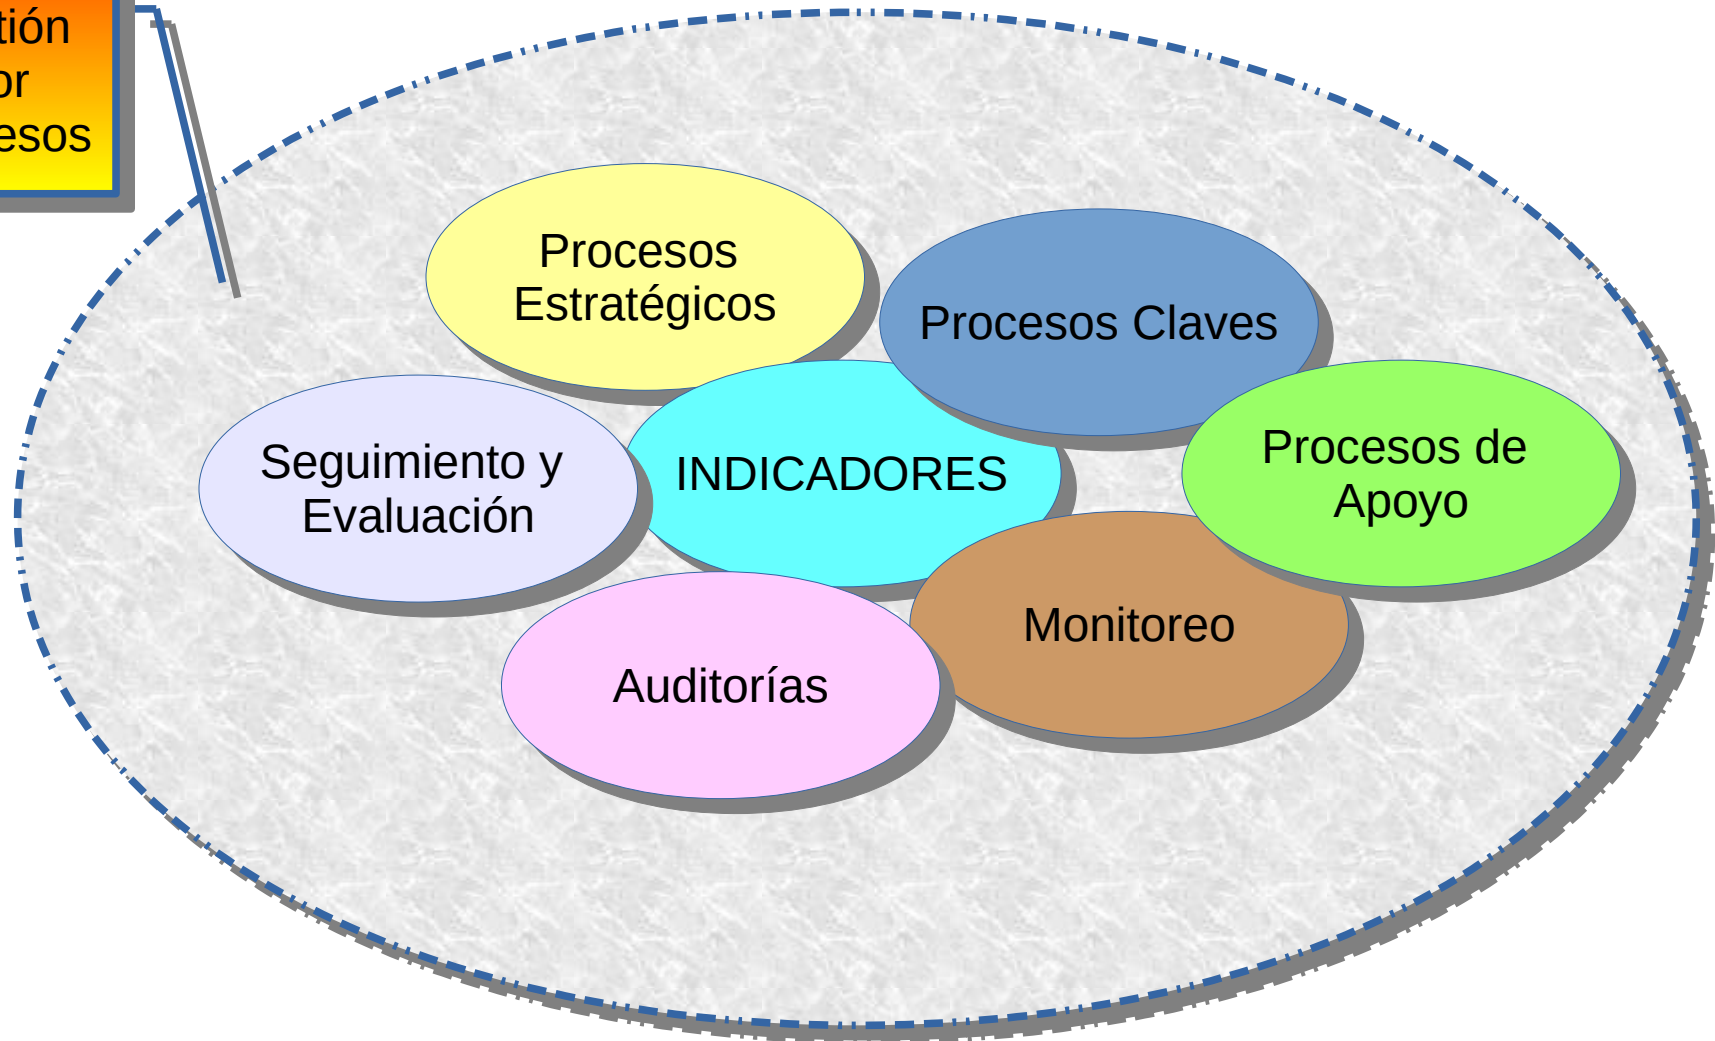 tión
or
esos
Procesos
Estratégicos
Procesos Claves
Seguimiento y
Evaluación
INDICADORES
Procesos de
Apoyo
Monitoreo
Auditorías